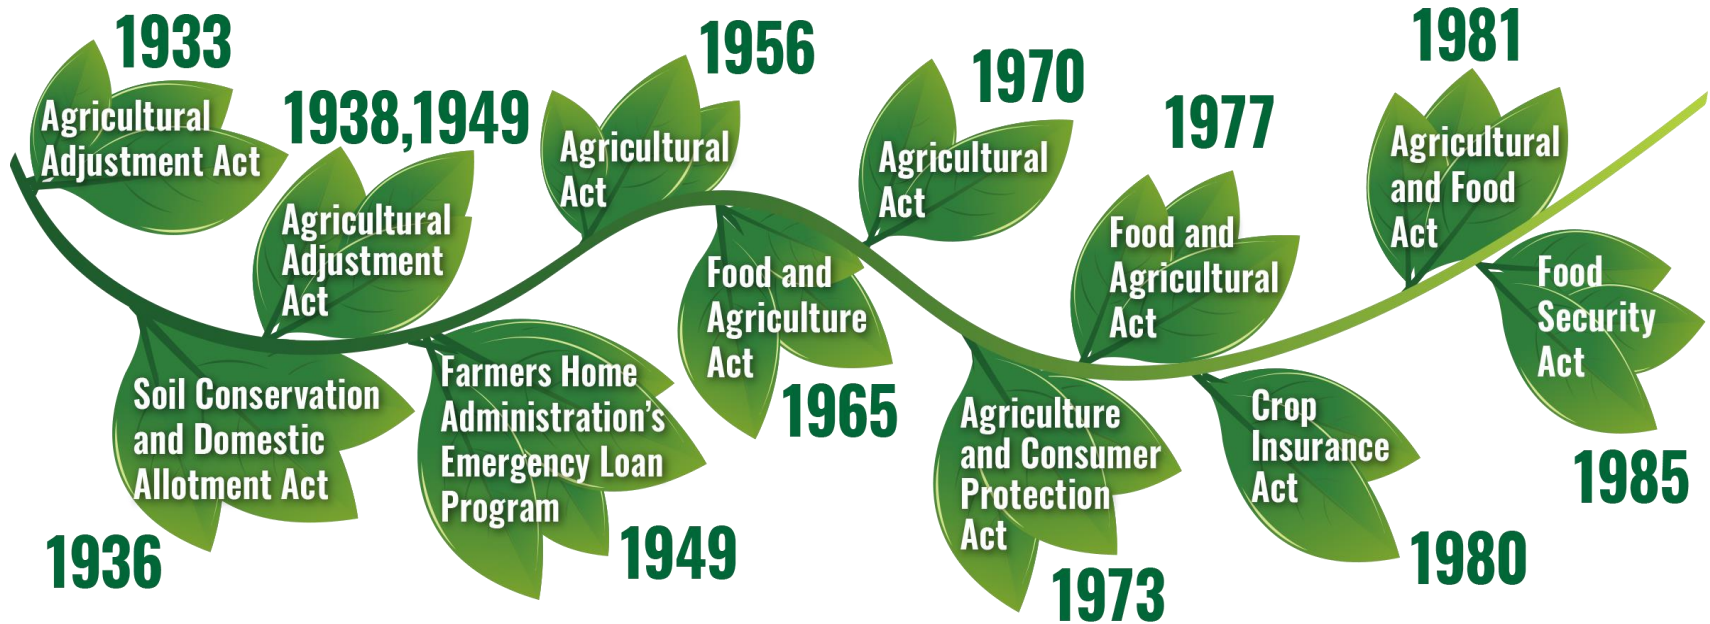 1933
Agricultural
Adjustment Act
1936
Soil Conservation
and Domestic
Allotment Act
1938,1949
Agricultural
Adjustment
Act
1949
Farmers Home
Administration's
Emergency Loan
Program
1956
Agricultural
Act
1965
Food and
Agriculture
Act
1970
Agricultural
Act
1973
Agriculture
and Consumer
Protection
Act
1977
Food and
Agricultural
Act
1980
Crop
Insurance
Act
1981
Agricultural
and Food
Act
1985
Food
Security
Act